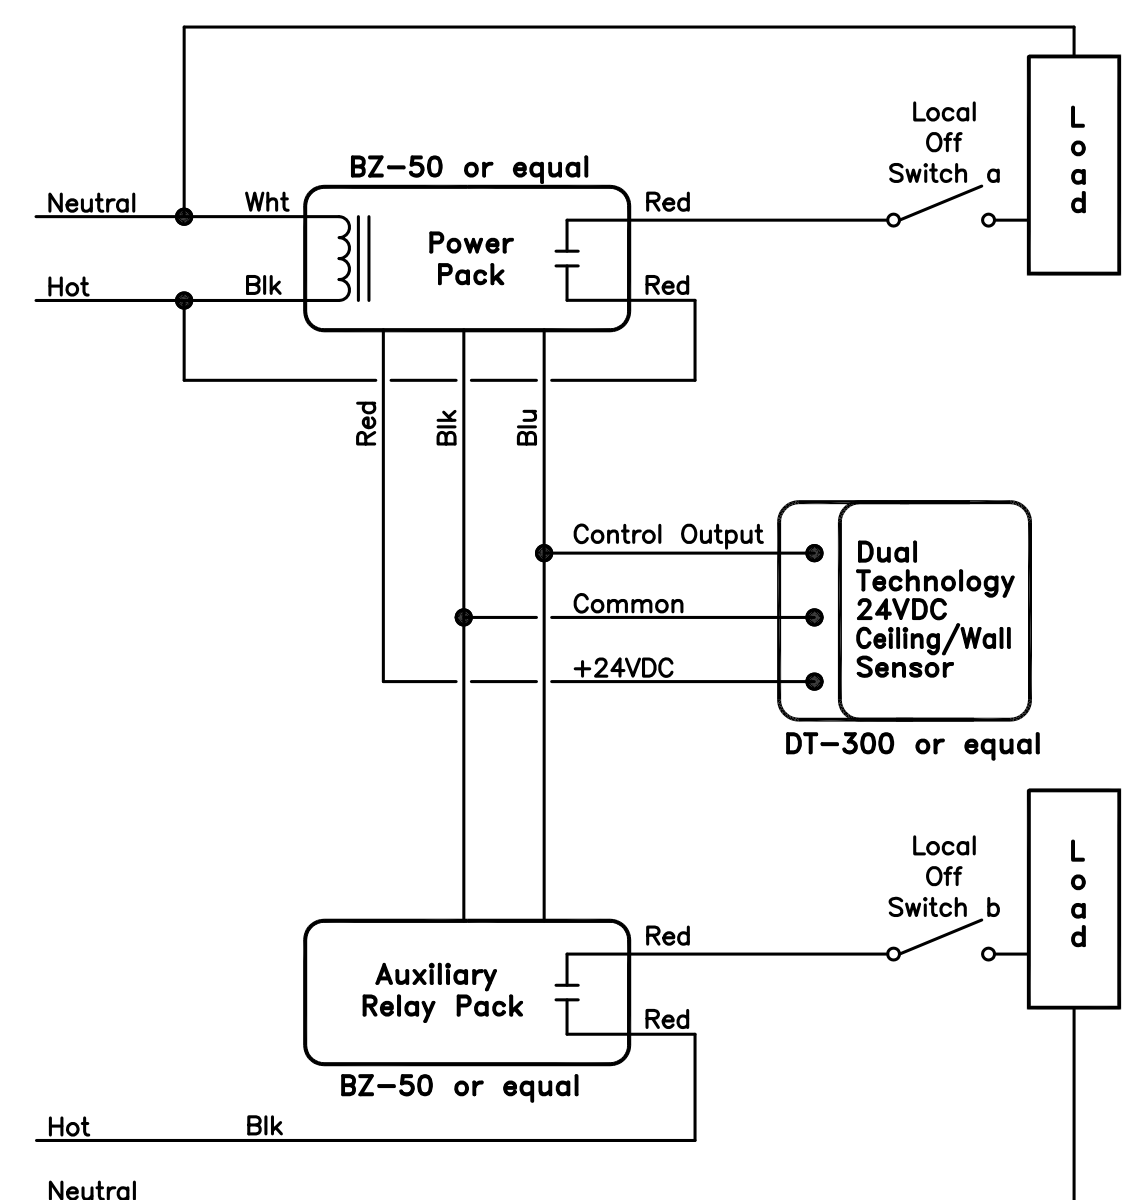 Local
Off
Switch a
L
o
a
d
BZ-50 or equal
Neutral
Wht
Red
Power
Pack
Hot
Blk
Red
Red
Blk
Blu
Control Output
Common
+24VDC
Dual
Technology
24VDC
Ceiling/Wall
Sensor
DT-300 or equal
Local
Off
Switch b
L
o
a
d
Red
Auxiliary
Relay Pack
Red
BZ-50 or equal
Hot
Blk
Neutral